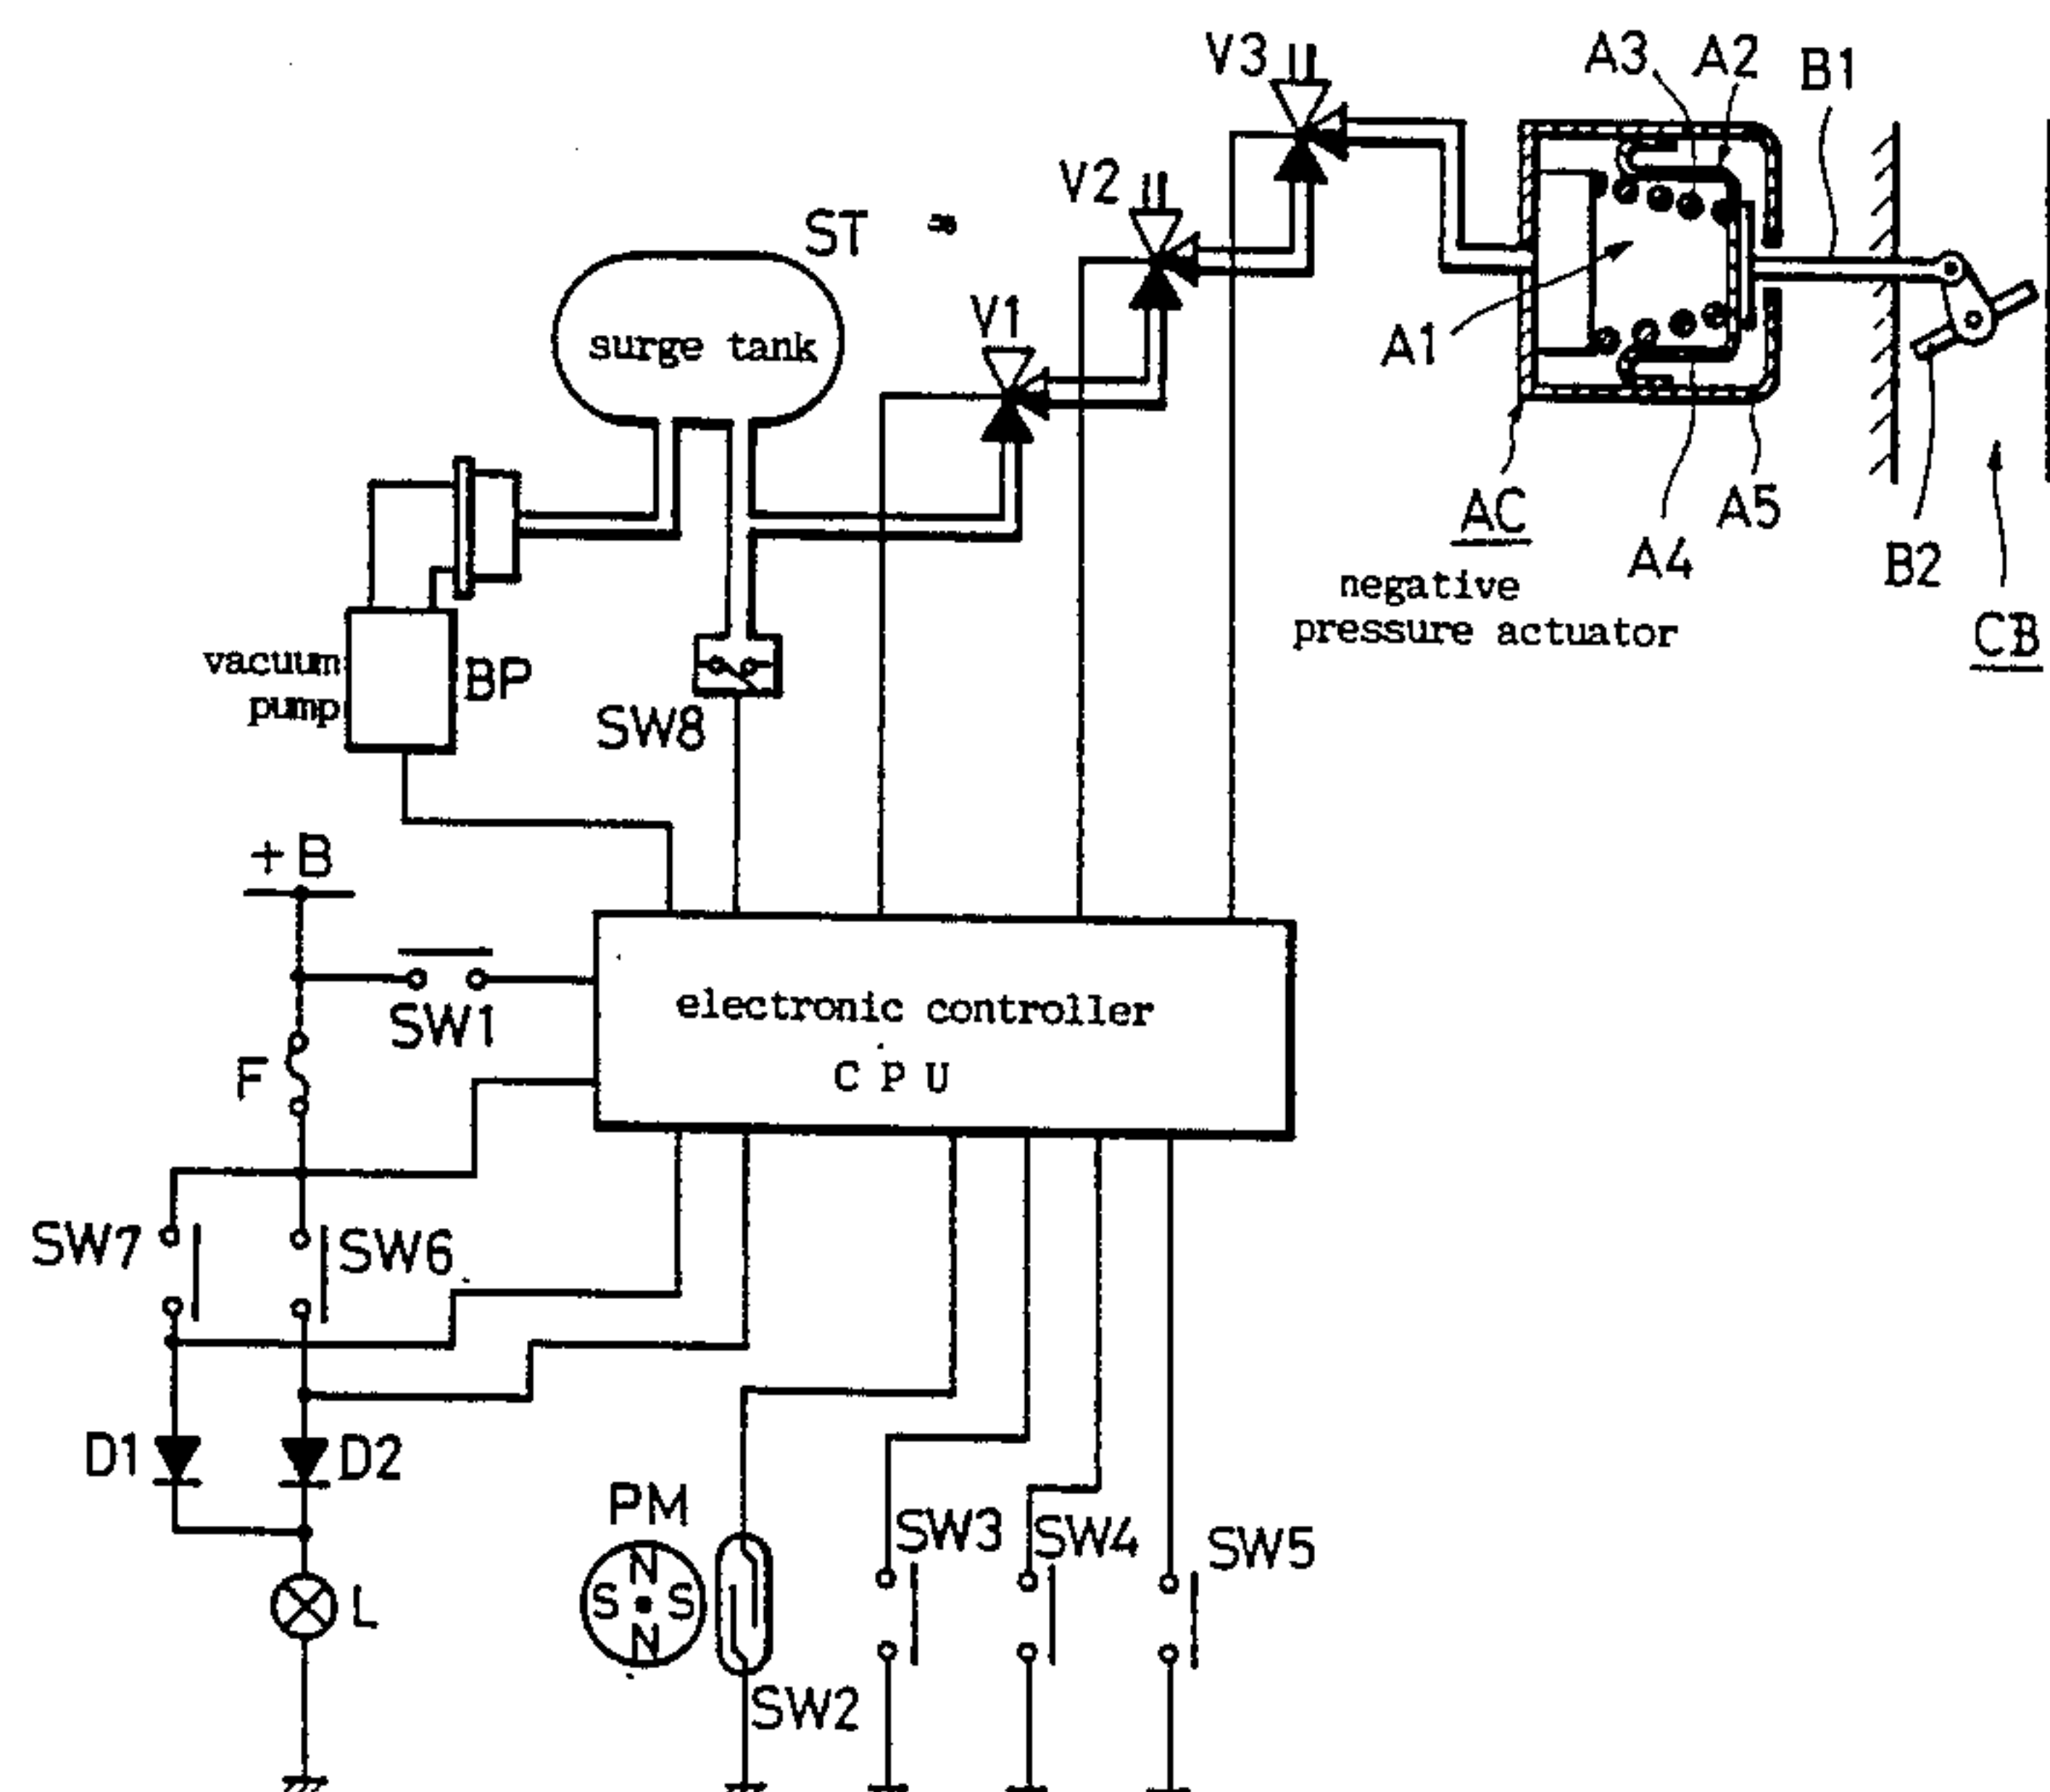 V3
A3
A2
B1
V2
ST
surge tank
V1
A1
AC
A4
A5
B2
CB
negative
pressure actuator
vacuum
pump
BP
SW8
+B
SW1
F
electronic controller
CPU
SW7
SW6
D1
D2
L
PM
N
S
S
N
SW2
SW3
SW4
SW5